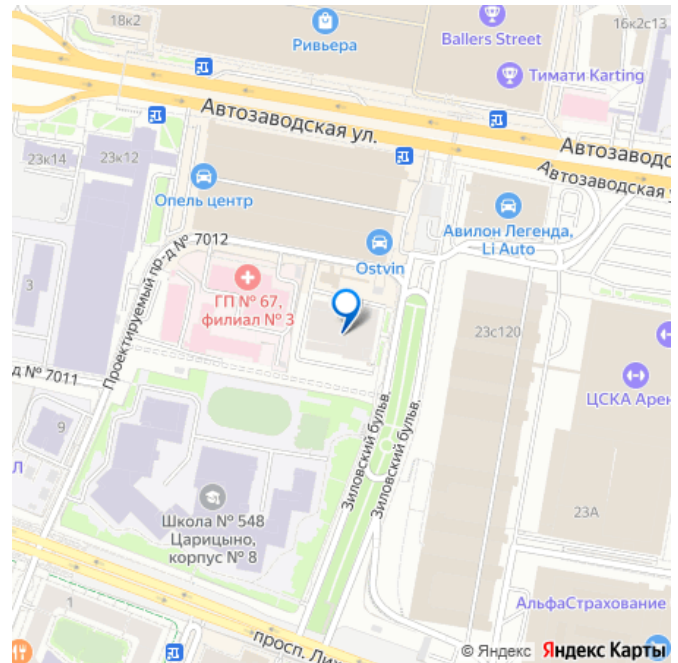 18к2
Ривьера
Ballers Street
16к2с13
Тимати Karting
Автозаводская ул.
Автозаводс
Автозаводская у
23к14
23к12
Опель центр
Авилон Легенда,
Li Auto
Ostvin
Проектируемый пр-д № 7012
3
ГП № 67,
филиал № 3
23с120
д № 7011
ЦСКА Арен
9
Л
Зиловский бульв.
Зиловский бульв.
Школа № 548
Царицыно,
корпус № 8
23А
1
АльфаСтрахование
просп. Лих
© Яндекс Яндекс Карты